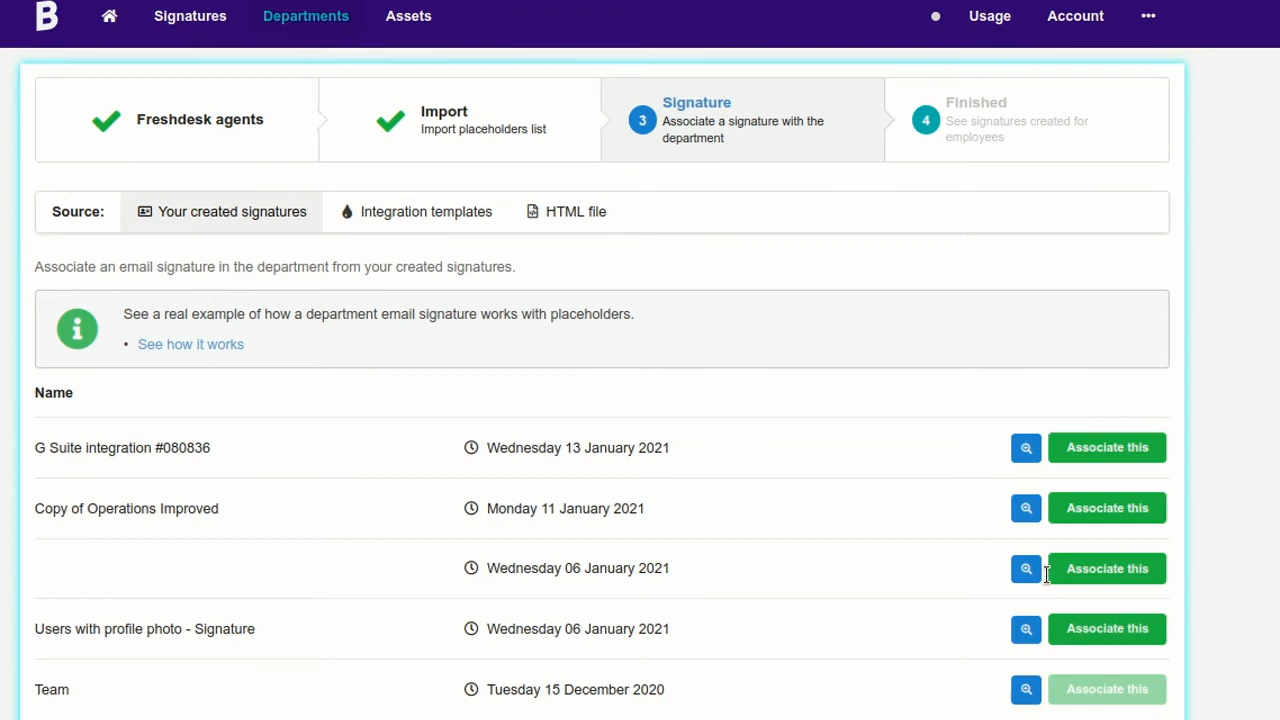 B Signatures Departments Assets Usage Account •••
Freshdesk agents
Import
Import placeholders list
3
Signature
Associate a signature with the
department
4
Finished
See signatures created for
employees
Source: Your created signatures Integration templates HTML file
Associate an email signature in the department from your created signatures.
See a real example of how a department email signature works with placeholders.
• See how it works
Name
G Suite integration #080836 Wednesday 13 January 2021 Associate this
Copy of Operations Improved Monday 11 January 2021 Associate this
Wednesday 06 January 2021 Associate this
Users with profile photo - Signature Wednesday 06 January 2021 Associate this
Team Tuesday 15 December 2020 Associate this